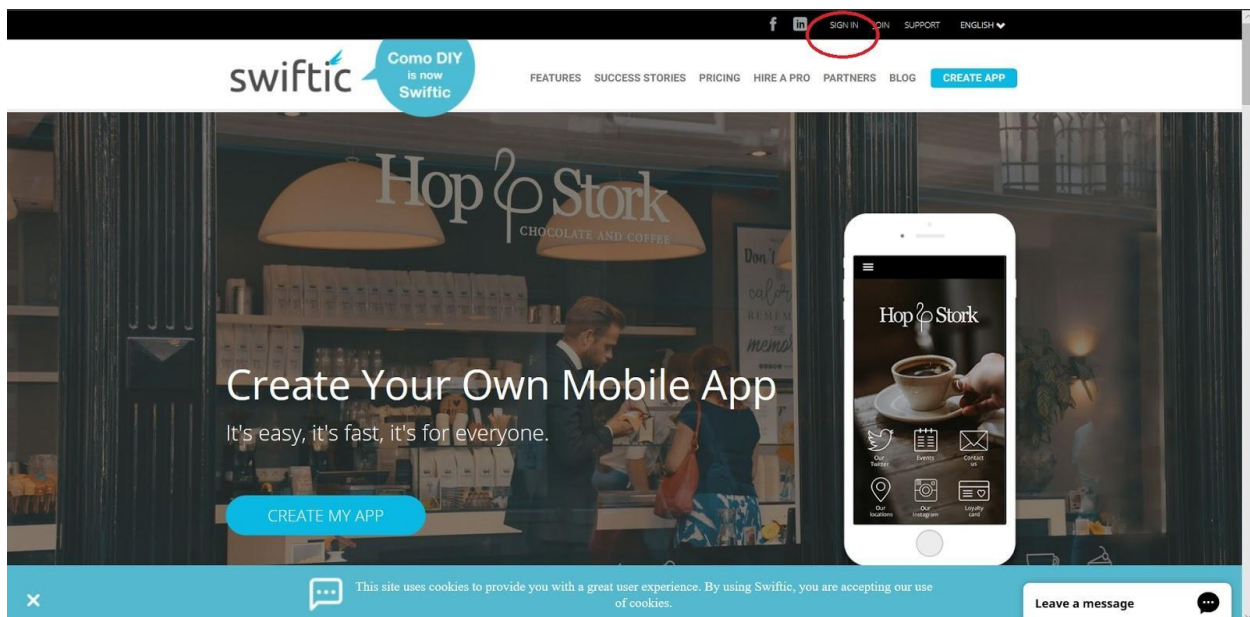 SIGN IN JOIN SUPPORT ENGLISH
swiftic
Como DIY
is now
Swiftic
FEATURES SUCCESS STORIES PRICING HIRE A PRO PARTNERS BLOG CREATE APP
Hop Stork
CHOCOLATE AND COFFEE
Don't
REMEM
memo
Create Your Own Mobile App
It's easy, it's fast, it's for everyone.
CREATE MY APP
Hop Stork
Our
Twitter
Events
Contact
us
Our
locations
Our
Instagram
Loyalty
card
This site uses cookies to provide you with a great user experience. By using Swiftic, you are accepting our use
of cookies.
Leave a message